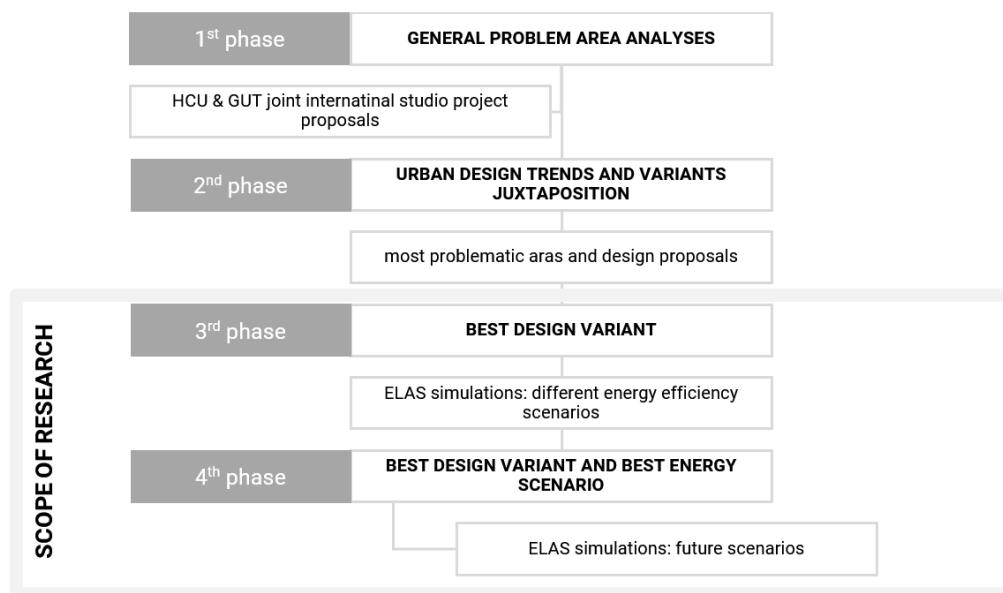 1st phase
GENERAL PROBLEM AREA ANALYSES
HCU & GUT joint internatinal studio project
proposals
2nd phase
URBAN DESIGN TRENDS AND VARIANTS
JUXTAPOSITION
most problematic aras and design proposals
SCOPE OF RESEARCH
3rd phase
BEST DESIGN VARIANT
ELAS simulations: different energy efficiency
scenarios
4th phase
BEST DESIGN VARIANT AND BEST ENERGY
SCENARIO
ELAS simulations: future scenarios